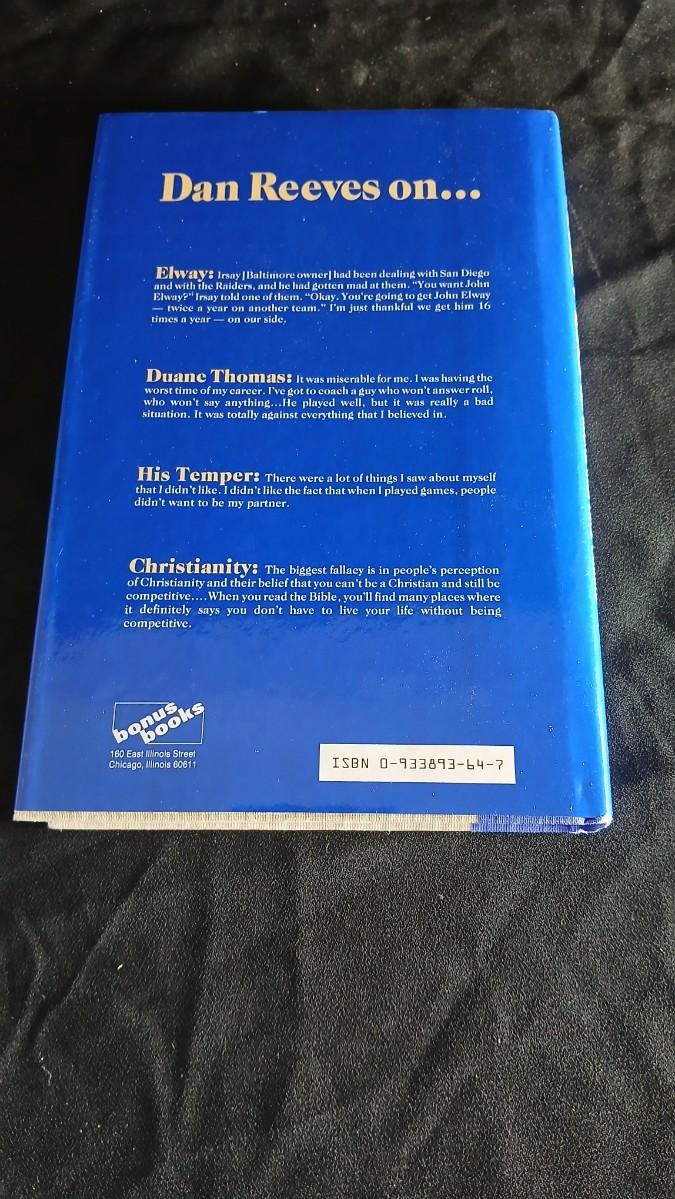 Dan Reeves on...
Elway: Irsay [Baltimore owner] had been dealing with San Diego
and with the Raiders, and he had gotten mad at them. "You want John
Elway?" Irsay told one of them. "Okay. You're going to get John Elway
— twice a year on another team." I'm just thankful we get him 16
times a year — on our side.
Duane Thomas: It was miserable for me. I was having the
worst time of my career. I've got to coach a guy who won't answer roll,
who won't say anything...He played well, but it was really a bad
situation. It was totally against everything that I believed in.
His Temper: There were a lot of things I saw about myself
that I didn't like. I didn't like the fact that when I played games, people
didn't want to be my partner.
Christianity: The biggest fallacy is in people's perception
of Christianity and their belief that you can't be a Christian and still be
competitive....When you read the Bible, you'll find many places where
it definitely says you don't have to live your life without being
competitive.
bonus
books
160 East Illinois Street
Chicago, Illinois 60611
ISBN 0-933893-64-7